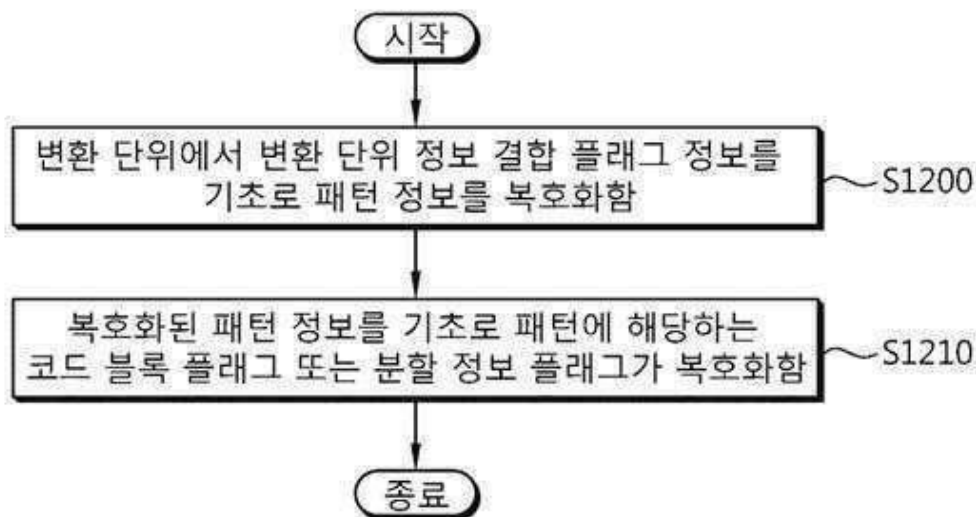 시작
변환 단위에서 변환 단위 정보 결합 플래그 정보를
기초로 패턴 정보를 복호화함
S1200
복호화된 패턴 정보를 기초로 패턴에 해당하는
코드 블록 플래그 또는 분할 정보 플래그가 복호화함
S1210
종료